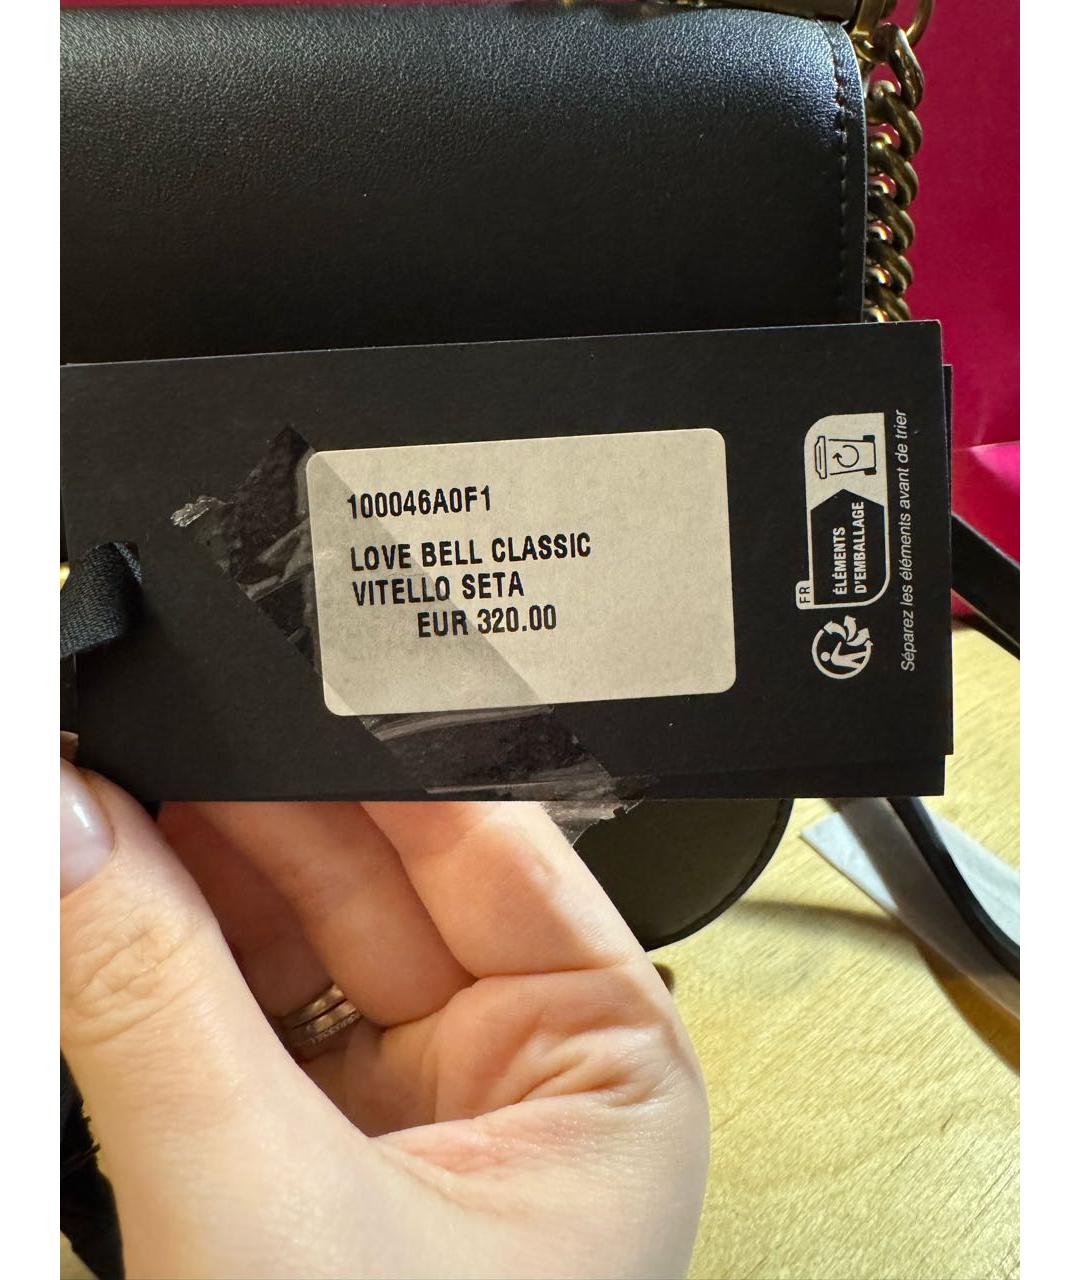 100046A0F1
LOVE BELL CLASSIC
VITELLO SETA
EUR 320.00
FR
ÉLÉMENTS
D'EMBALLAGE
Séparez les éléments avant de trier